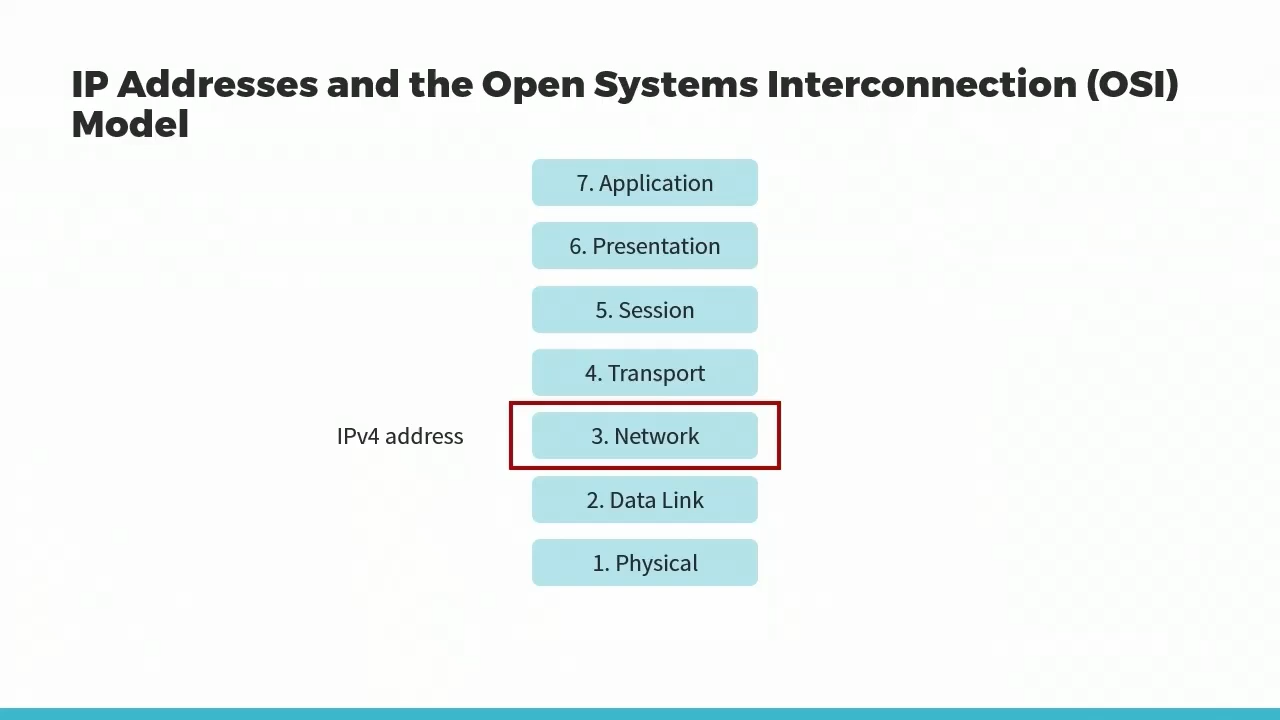 IP Addresses and the Open Systems Interconnection (OSI)
Model
7. Application
6. Presentation
5. Session
4. Transport
IPv4 address
3. Network
2. Data Link
1. Physical